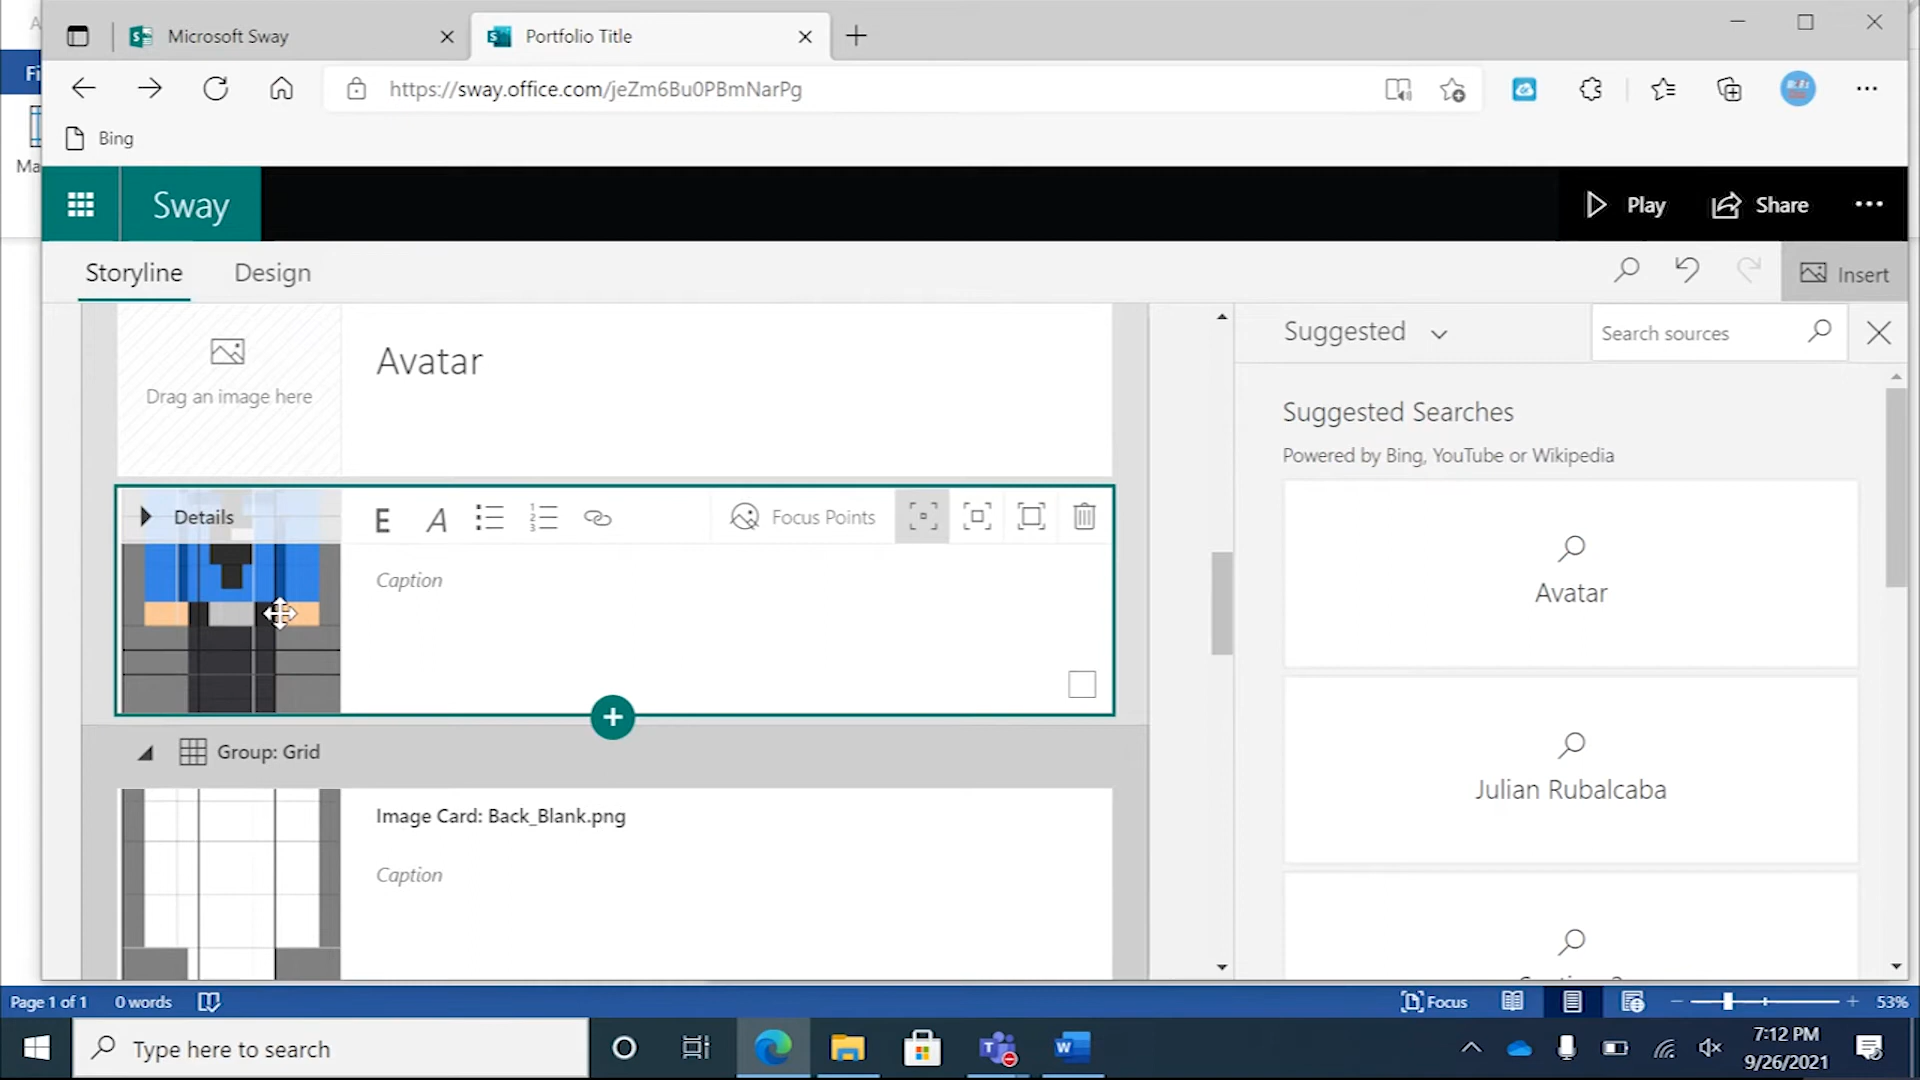 Microsoft Sway
Portfolio Title
https://sway.office.com/jeZm6Bu0PBmNarPg
Bing
Sway
Play
Share
Storyline
Design
Insert
Suggested
Search sources
Drag an image here
Avatar
Suggested Searches
Powered by Bing, YouTube or Wikipedia
Details
E
A
Focus Points
Caption
Avatar
Group: Grid
Julian Rubalcaba
Image Card: Back_Blank.png
Caption
Page 1 of 1
0 words
Focus
53%
Type here to search
7:12 PM
9/26/2021